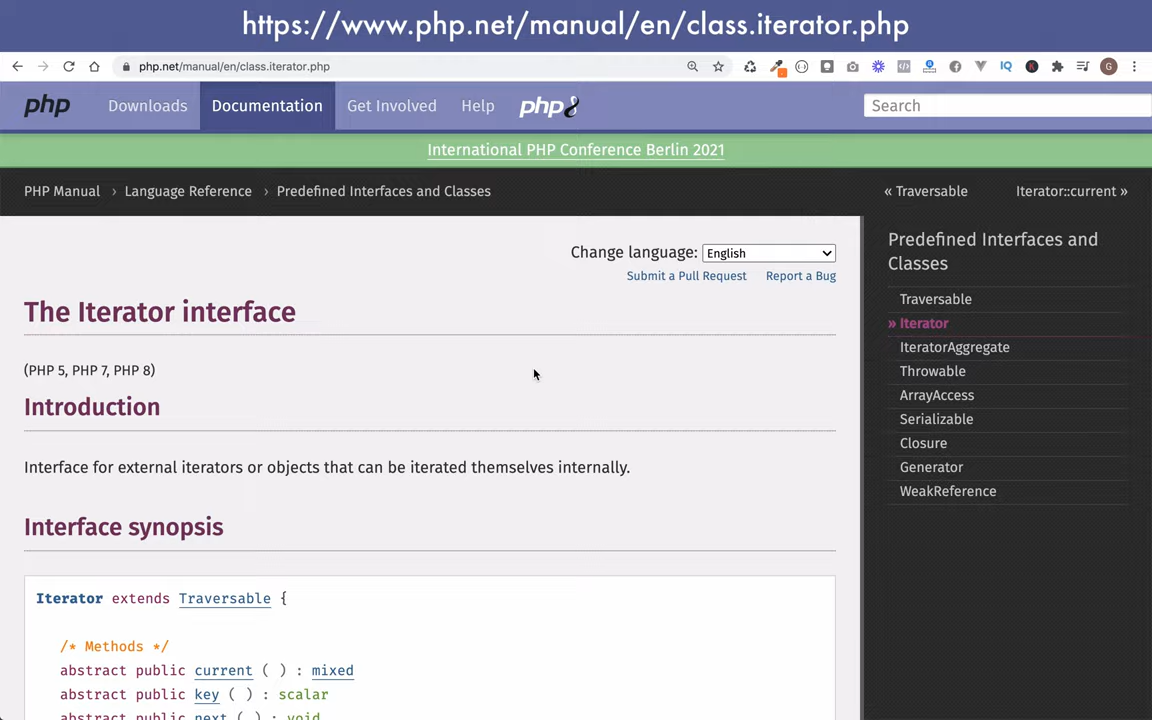 https://www.php.net/manual/en/class.iterator.php
php.net/manual/en/class.iterator.php
IQ
K
G
php
Downloads
Documentation
Get Involved
Help
php8
Search
International PHP Conference Berlin 2021
PHP Manual › Language Reference › Predefined Interfaces and Classes
« Traversable
Iterator::current »
Change language: English
Submit a Pull Request
Report a Bug
The Iterator interface
(PHP 5, PHP 7, PHP 8)
Introduction
Interface for external iterators or objects that can be iterated themselves internally.
Interface synopsis
Iterator extends Traversable {
/* Methods */
abstract public current ( ) : mixed
abstract public key ( ) : scalar
abstract public next ( ) : void
Predefined Interfaces and
Classes
Traversable
» Iterator
IteratorAggregate
Throwable
ArrayAccess
Serializable
Closure
Generator
WeakReference